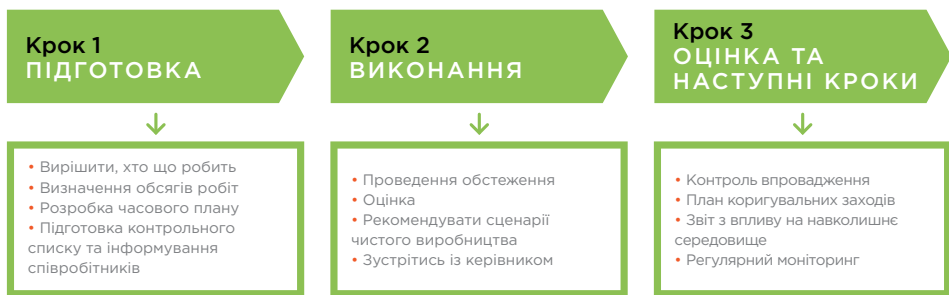 Крок 1
ПІДГОТОВКА
• Вирішити, хто що робить
• Визначення обсягів робіт
• Розробка часового плану
• Підготовка контрольного
списку та інформування
співробітників
Крок 2
ВИКОНАННЯ
• Проведення обстеження
• Оцінка
• Рекомендувати сценарії
чистого виробництва
• Зустрітись із керівником
Крок 3
ОЦІНКА ТА
НАСТУПНІ КРОКИ
• Контроль впровадження
• План коригувальних заходів
• Звіт з впливу на навколишнє
середовище
• Регулярний моніторинг